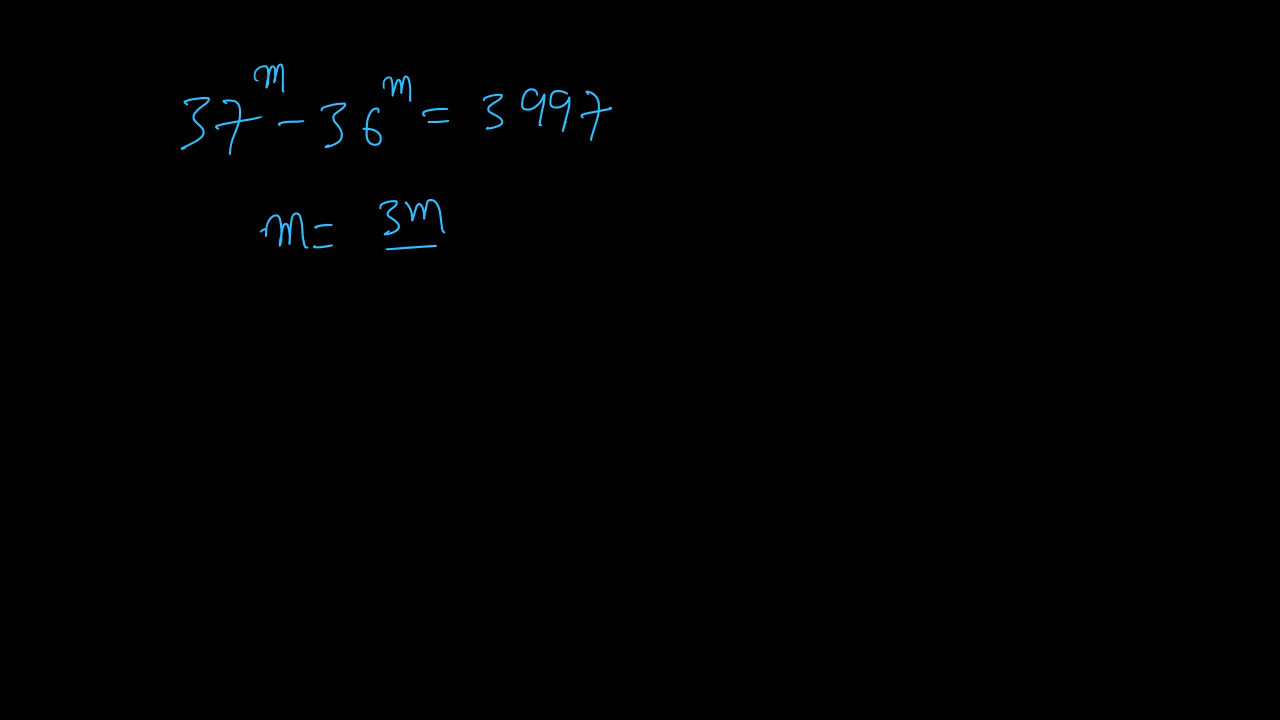 37^m - 36^m = 3997
m = 3m